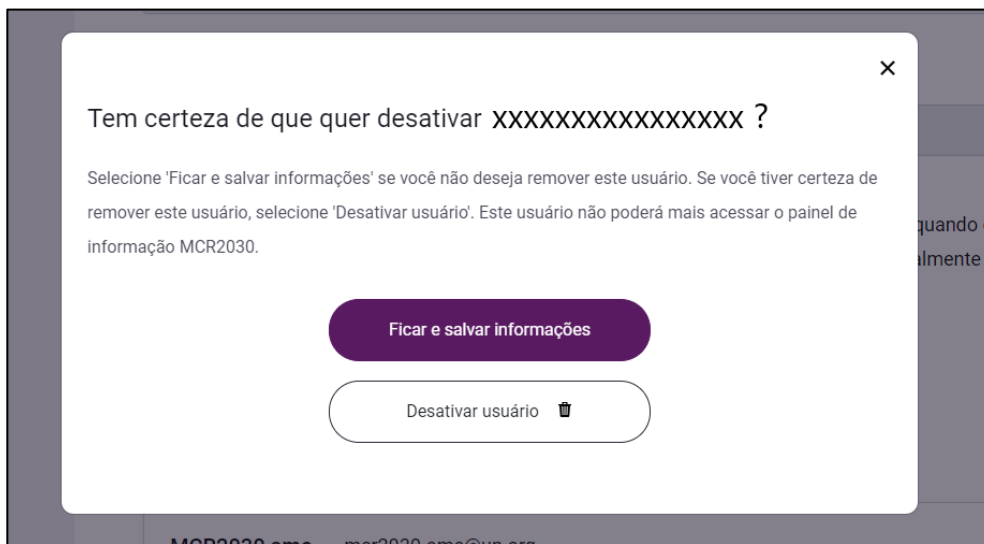 Tem certeza de que quer desativar xxxxxxxxxxxxxxxx ?
Selecione 'Ficar e salvar informações' se você não deseja remover este usuário. Se você tiver certeza de
remover este usuário, selecione 'Desativar usuário'. Este usuário não poderá mais acessar o painel de
informação MCR2030.
quando
almente
Ficar e salvar informações
Desativar usuário